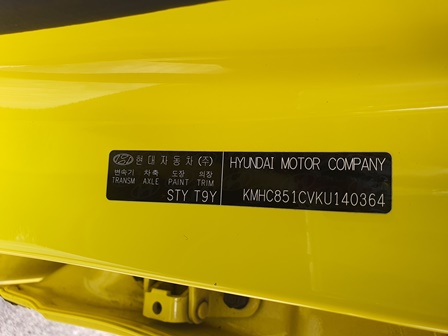 현대자동차(주)
변속기 차축 도장 의장
TRANSM AXLE PAINT TRIM
STY T9Y
HYUNDAI MOTOR COMPANY
KMHC851CVKU140364